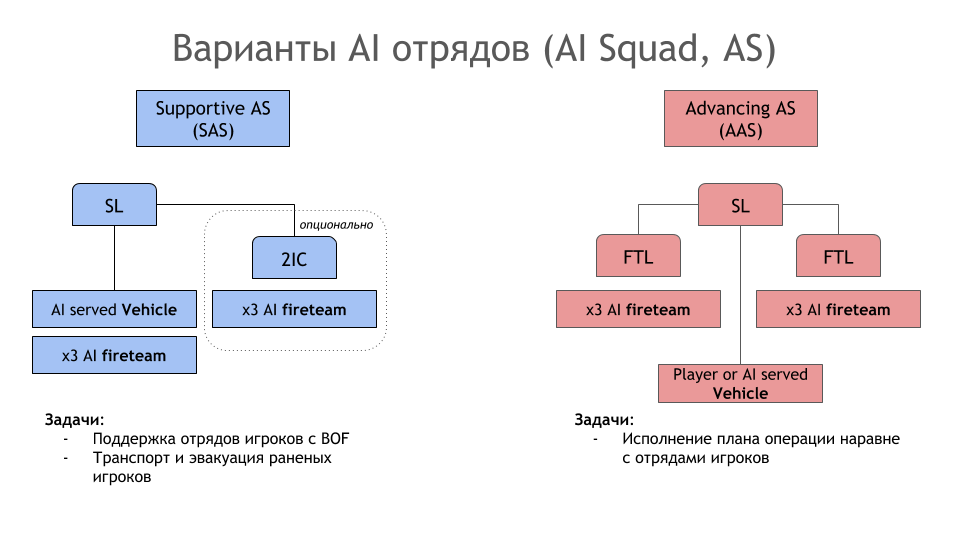 Варианты AI отрядов (AI Squad, AS)
Supportive AS
(SAS)
SL
опционально
2IC
AI served Vehicle
x3 AI fireteam
x3 AI fireteam
Задачи:
- Поддержка отрядов игроков с BOF
- Транспорт и эвакуация раненых
игроков
Advancing AS
(AAS)
SL
FTL
FTL
x3 AI fireteam
x3 AI fireteam
Player or AI served
Vehicle
Задачи:
- Исполнение плана операции наравне
с отрядами игроков